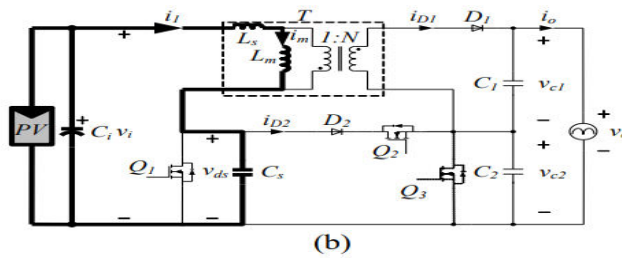 i1 T iD1 D1 io
Ls im 1:N
Lm
C1 vc1
PV Ci vi
iD2 D2
Q1 vds Cs Q2 Q3 C2 vc2
(b)